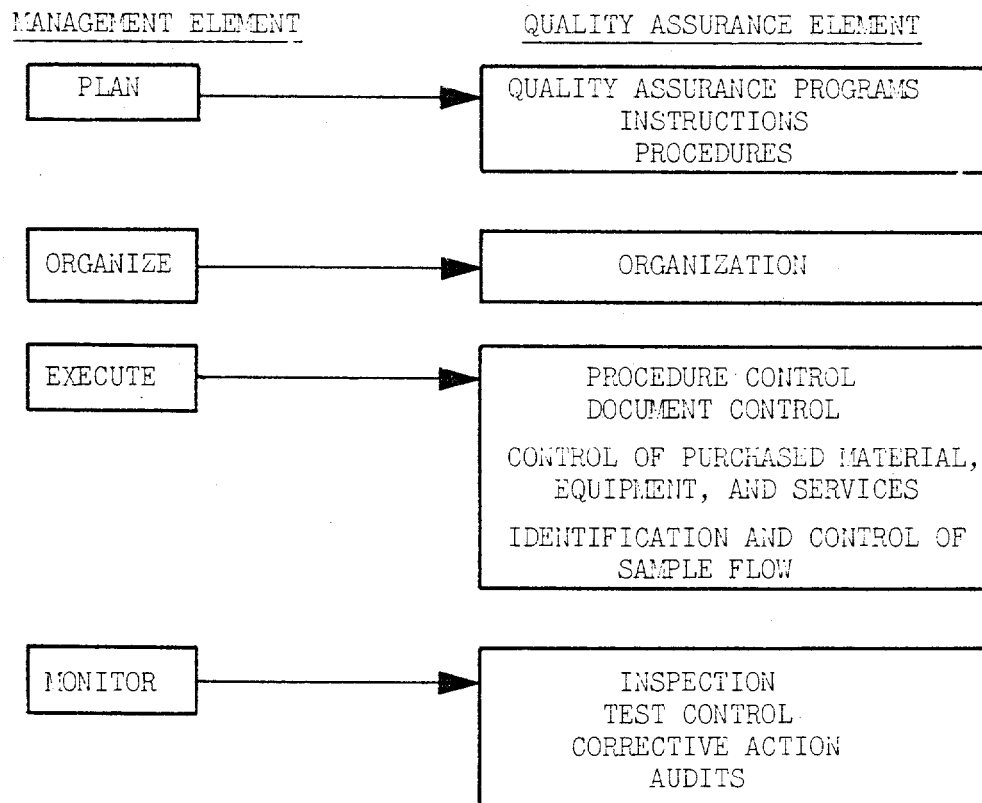 MANAGEMENT ELEMENT
QUALITY ASSURANCE ELEMENT
PLAN
QUALITY ASSURANCE PROGRAMS
INSTRUCTIONS
PROCEDURES
ORGANIZE
ORGANIZATION
EXECUTE
PROCEDURE CONTROL
DOCUMENT CONTROL
CONTROL OF PURCHASED MATERIAL,
EQUIPMENT, AND SERVICES
IDENTIFICATION AND CONTROL OF
SAMPLE FLOW
MONITOR
INSPECTION
TEST CONTROL
CORRECTIVE ACTION
AUDITS